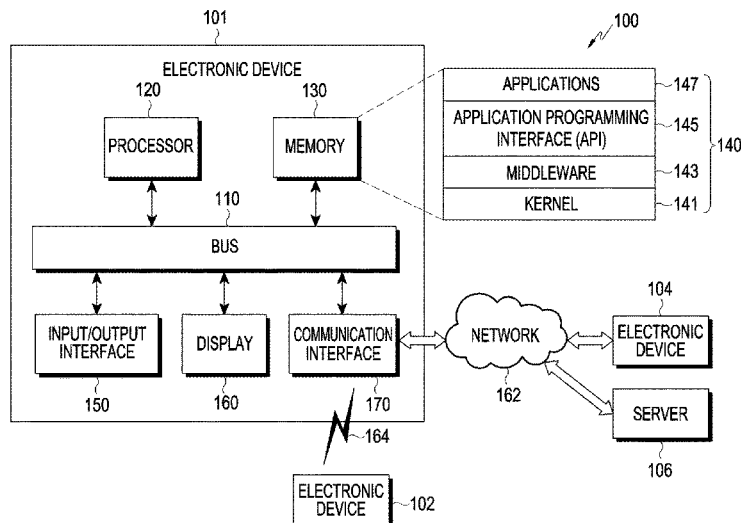 101
100
ELECTRONIC DEVICE
120
130
PROCESSOR
MEMORY
APPLICATIONS
147
APPLICATION PROGRAMMING
INTERFACE (API)
145
140
MIDDLEWARE
143
KERNEL
141
110
BUS
INPUT/OUTPUT
INTERFACE
DISPLAY
COMMUNICATION
INTERFACE
150
160
170
NETWORK
162
104
ELECTRONIC
DEVICE
SERVER
106
164
ELECTRONIC
DEVICE
102